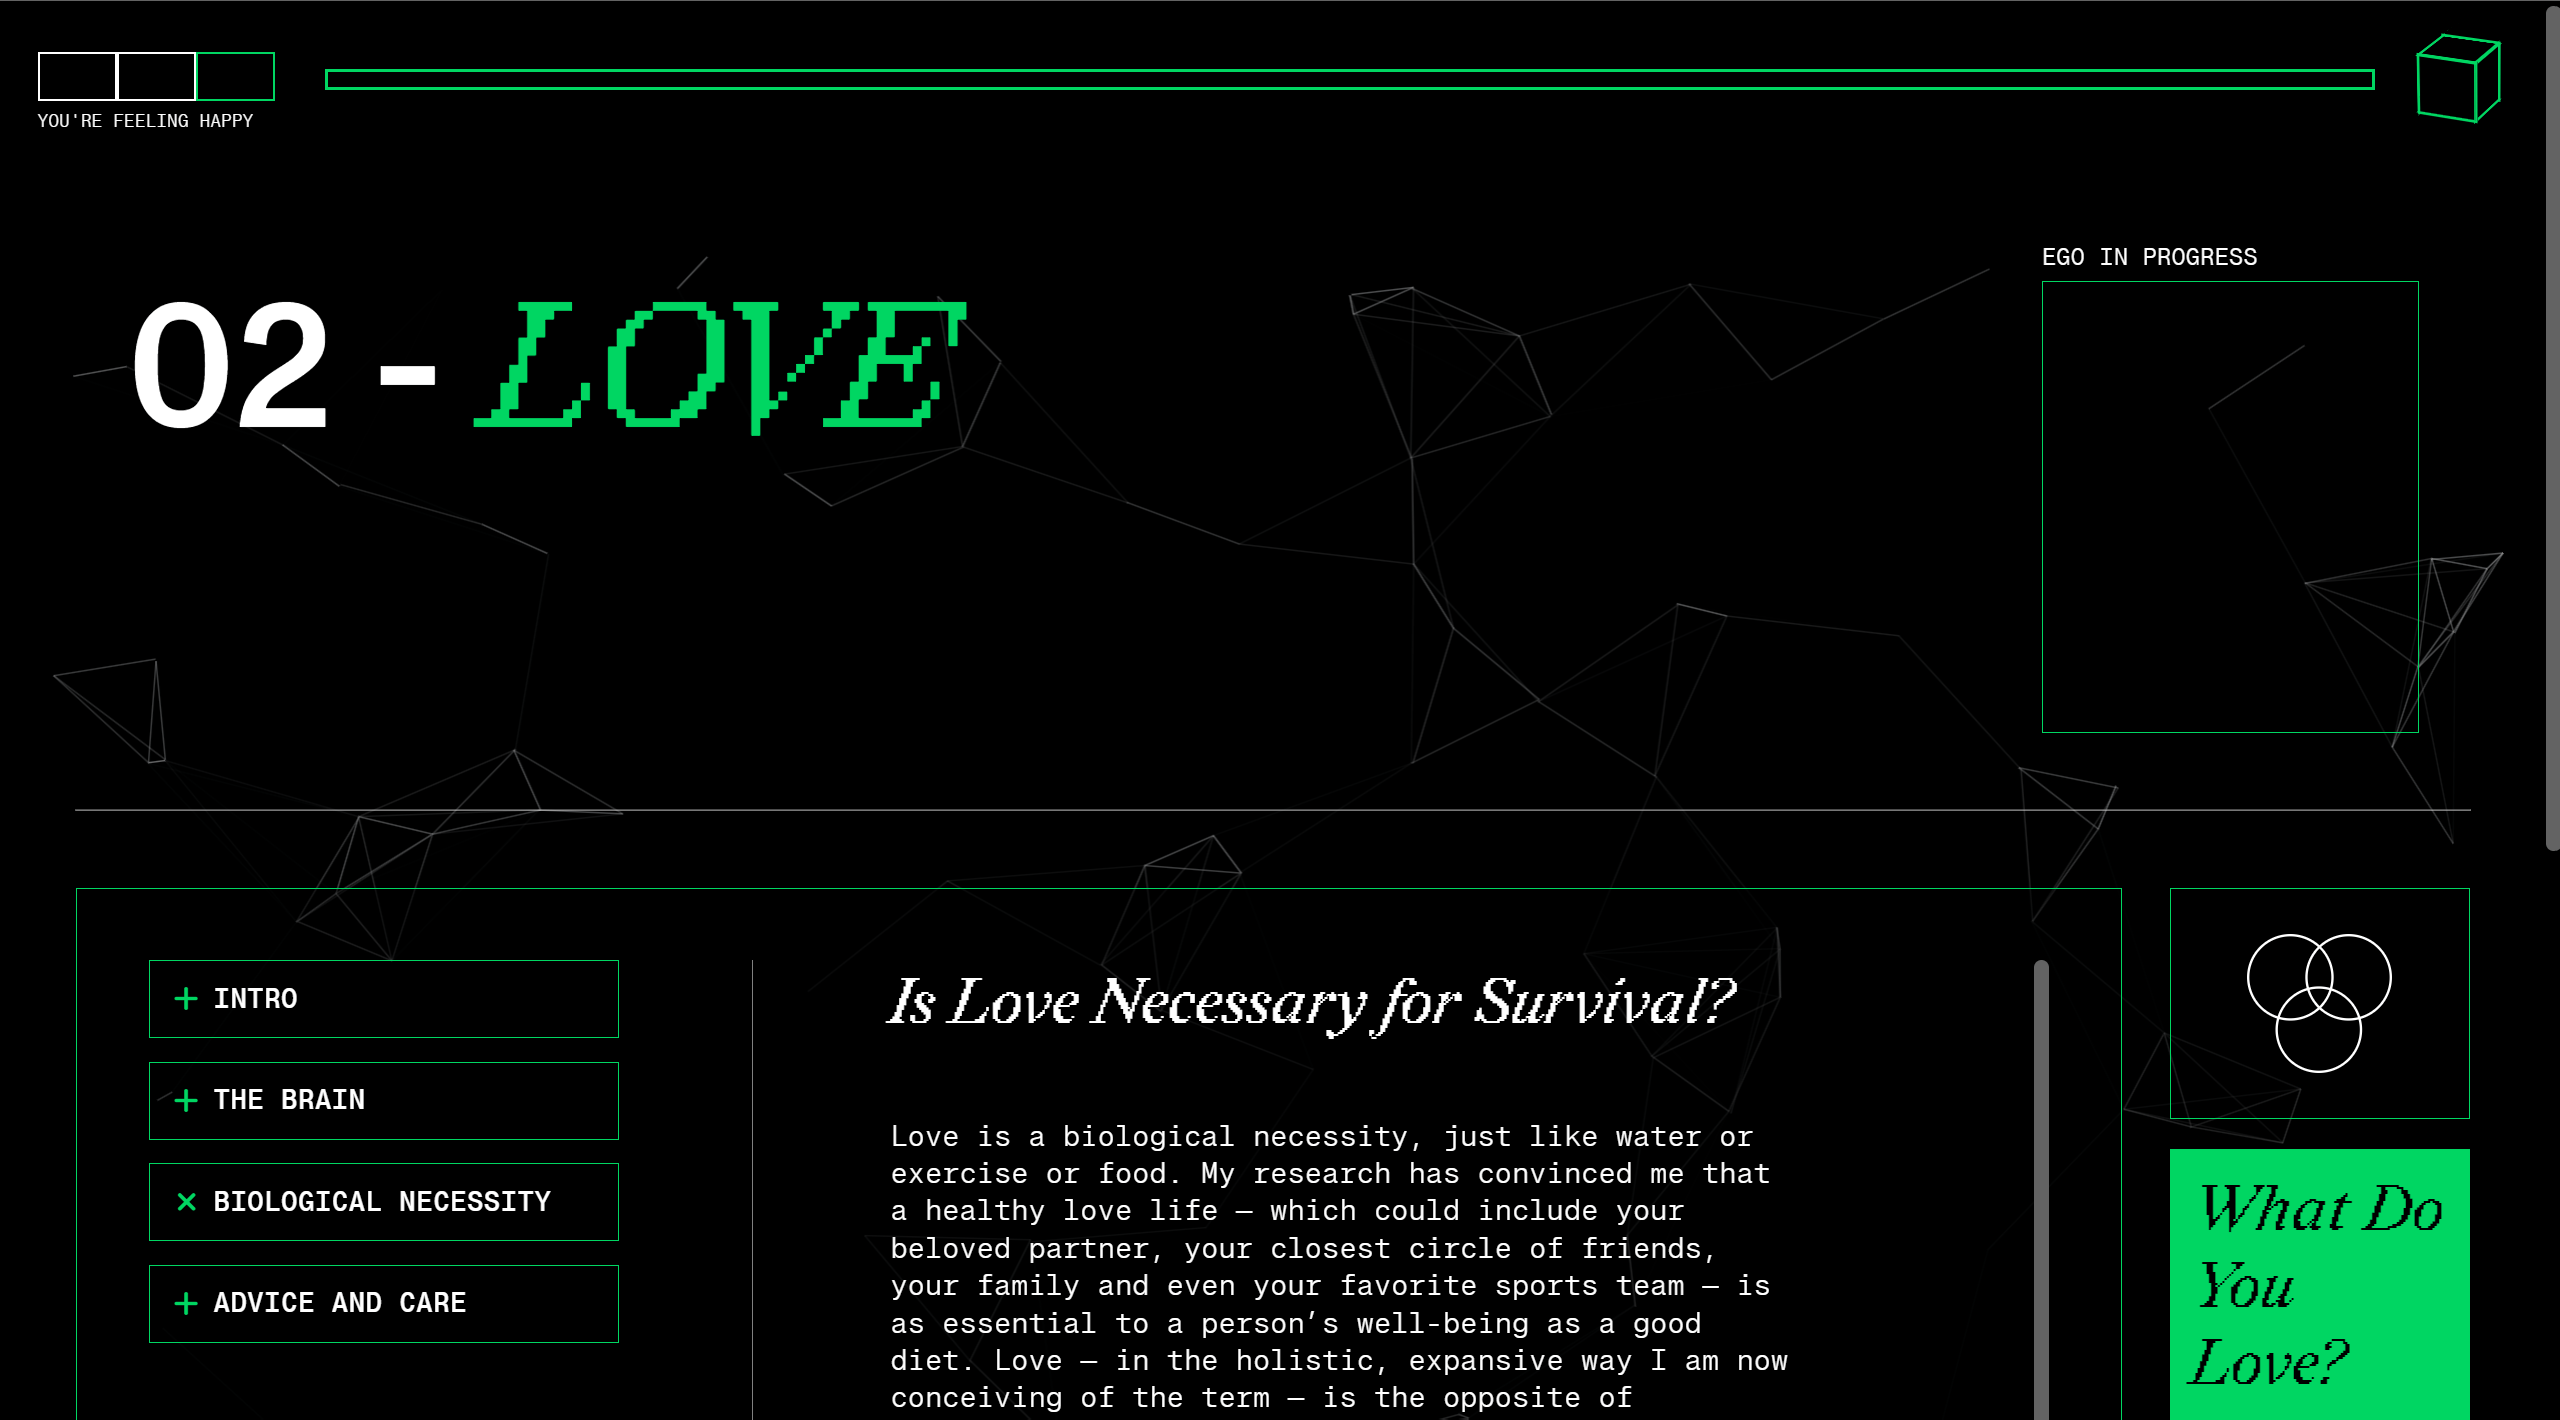 YOU'RE FEELING HAPPY
EGO IN PROGRESS
02 - LOVE
+ INTRO
+ THE BRAIN
× BIOLOGICAL NECESSITY
+ ADVICE AND CARE
Is Love Necessary for Survival?
Love is a biological necessity, just like water or
exercise or food. My research has convinced me that
a healthy love life — which could include your
beloved partner, your closest circle of friends,
your family and even your favorite sports team — is
as essential to a person’s well-being as a good
diet. Love — in the holistic, expansive way I am now
conceiving of the term — is the opposite of
What Do
You
Love?